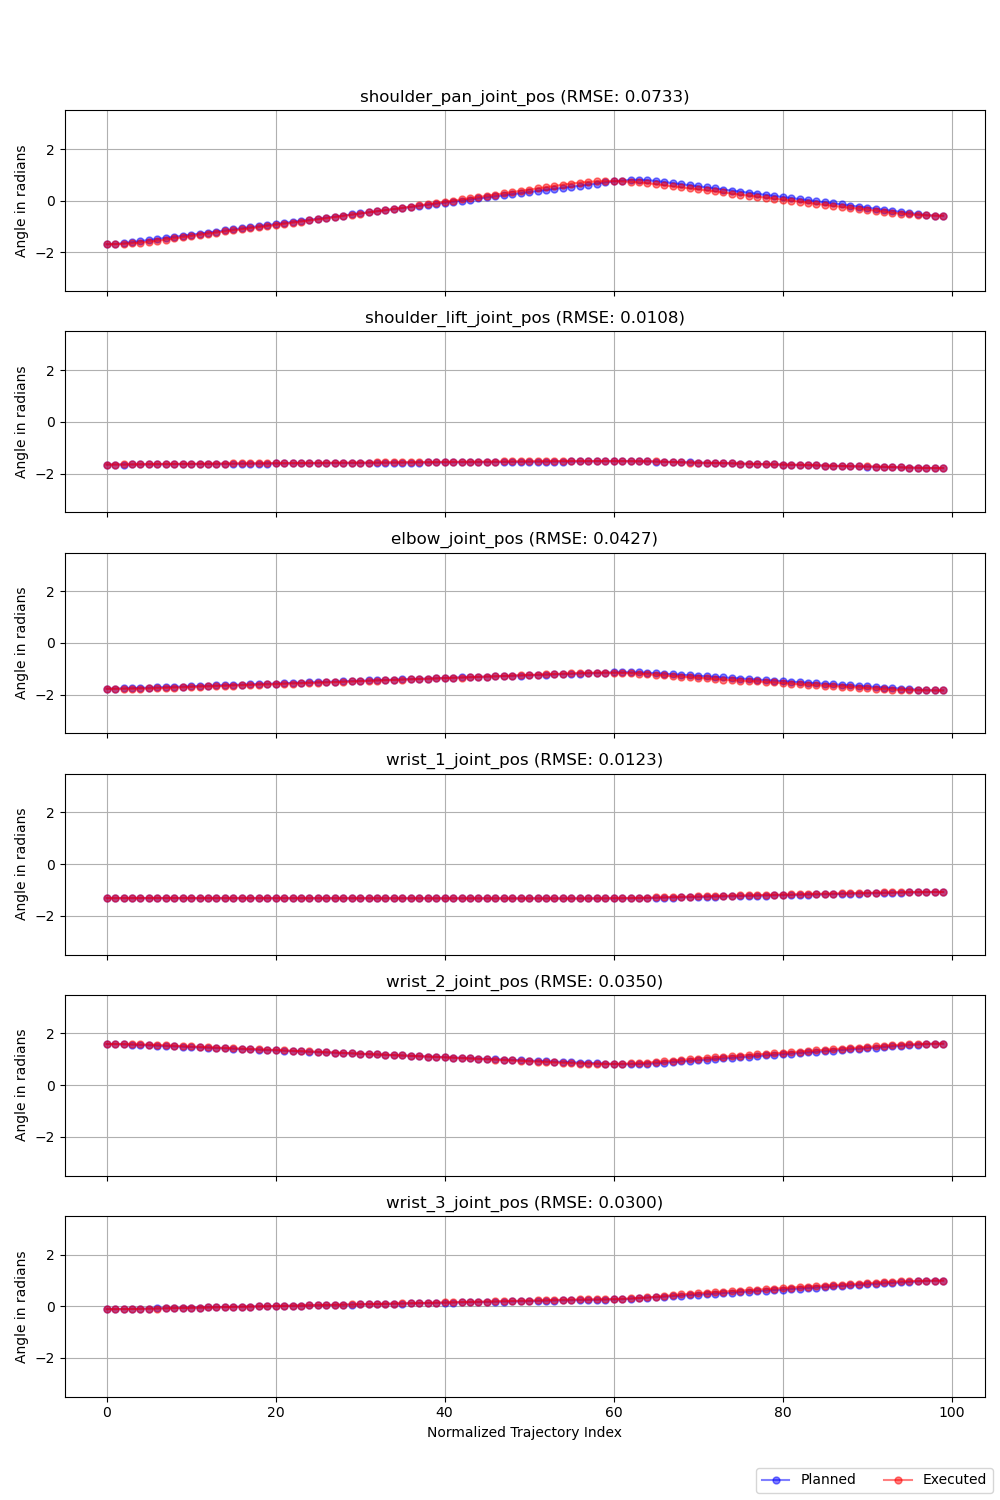 shoulder_pan_joint_pos (RMSE: 0.0733)
Angle in radians
2
0
−2
shoulder_lift_joint_pos (RMSE: 0.0108)
Angle in radians
2
0
−2
elbow_joint_pos (RMSE: 0.0427)
Angle in radians
2
0
−2
wrist_1_joint_pos (RMSE: 0.0123)
Angle in radians
2
0
−2
wrist_2_joint_pos (RMSE: 0.0350)
Angle in radians
2
0
−2
wrist_3_joint_pos (RMSE: 0.0300)
Angle in radians
2
0
−2
0 20 40 60 80 100
Normalized Trajectory Index
Planned Executed